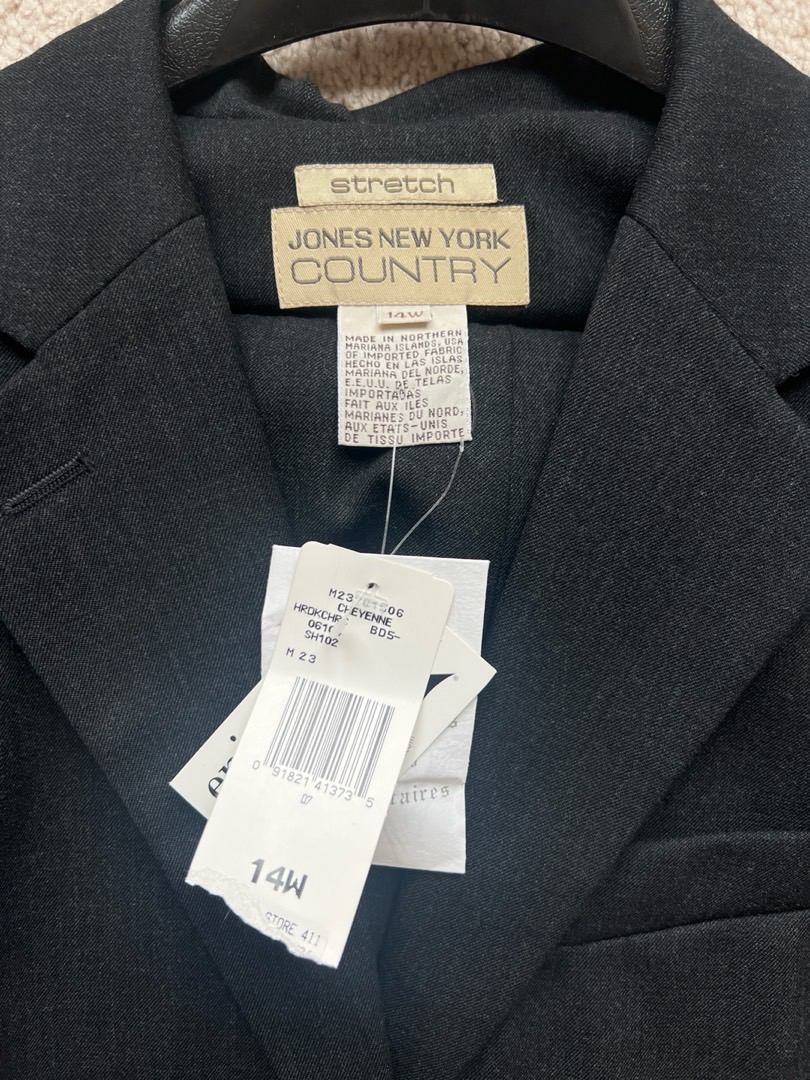 stretch
JONES NEW YORK
COUNTRY
14W
MADE IN NORTHERN
MARIANA ISLANDS, USA
OF IMPORTED FABRIC
HECHO EN LAS ISLAS
MARIANA DEL NORDE,
E.E.U.U. DE TELAS
IMPORTADAS
FAIT AUX ILES
MARIANES DU NORD,
AUX ETATS-UNIS
DE TISSU IMPORTE
CHEYENNE
BD5-
SH102
M 23
0 91821 41373 5
07
14W
STORE 411